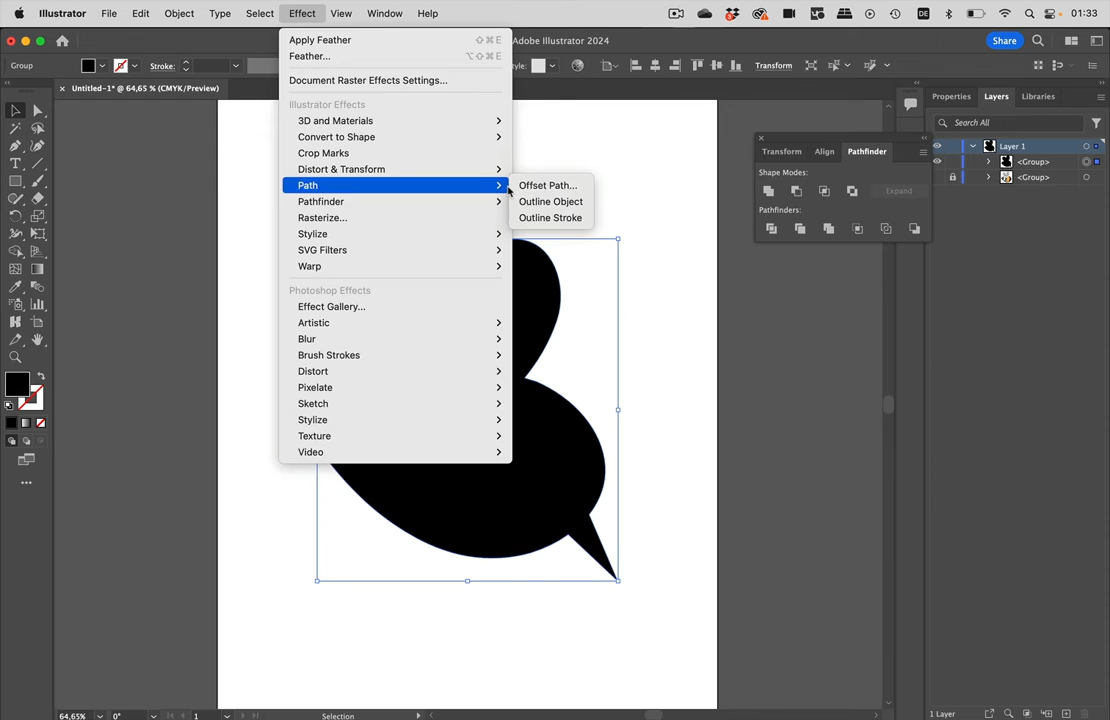 Illustrator File Edit Object Type Select Effect View Window Help DE 01:33
Adobe Illustrator 2024 Share
Group Stroke: Style: Transform
× Untitled-1* @ 64,65 % (CMYK/Preview)
Apply Feather ⇧⌘E
Feather... ⌥⇧⌘E
Document Raster Effects Settings...
Illustrator Effects
3D and Materials
Convert to Shape
Crop Marks
Distort & Transform
Path
Pathfinder
Rasterize...
Stylize
SVG Filters
Warp
Photoshop Effects
Effect Gallery...
Artistic
Blur
Brush Strokes
Distort
Pixelate
Sketch
Stylize
Texture
Video
Offset Path...
Outline Object
Outline Stroke
Transform Align Pathfinder
Shape Modes:
Expand
Pathfinders:
Properties Layers Libraries
Search All
Layer 1
<Group>
<Group>
64,65% 0° 1 Selection
1 Layer